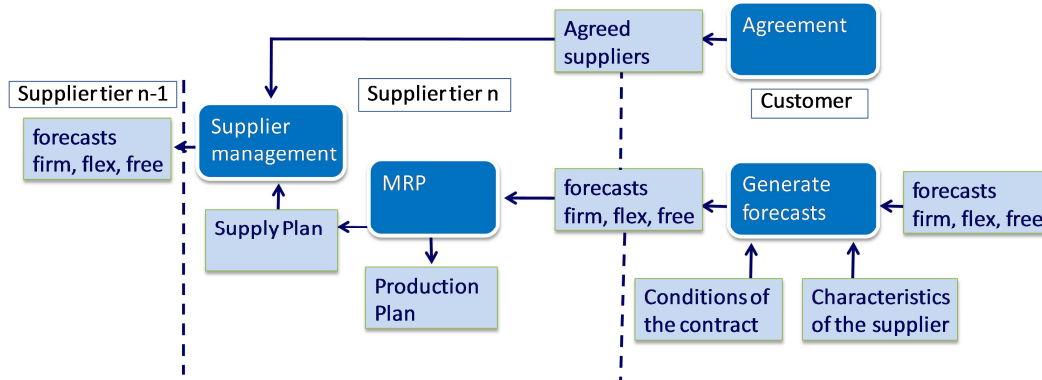 Agreed
suppliers
Agreement
Supplier tier n-1
Supplier tier n
Customer
forecasts
firm, flex, free
Supplier
management
MRP
forecasts
firm, flex, free
Generate
forecasts
forecasts
firm, flex, free
Supply Plan
Production
Plan
Conditions of
the contract
Characteristics
of the supplier